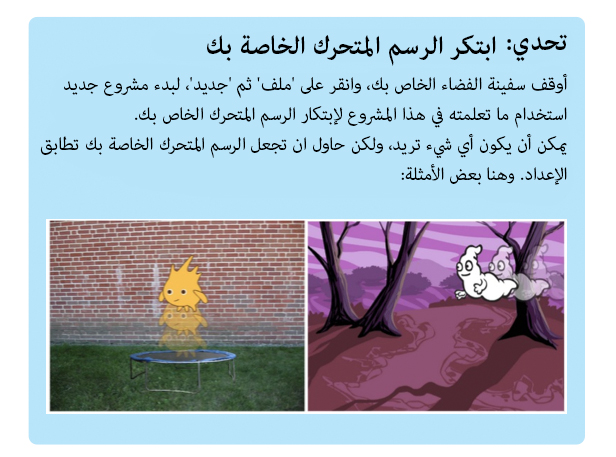 تحدي: ابتكر الرسم المتحرك الخاصة بك
أوقف سفينة الفضاء الخاص بك، وانقر على 'ملف' ثم 'جديد'، لبدء مشروع جديد
استخدام ما تعلمته في هذا المشروع لإبتكار الرسم المتحرك الخاص بك.
يمكن أن يكون أي شيء تريد، ولكن حاول ان تجعل الرسم المتحرك الخاصة بك تطابق
الإعداد. وهنا بعض الأمثلة: